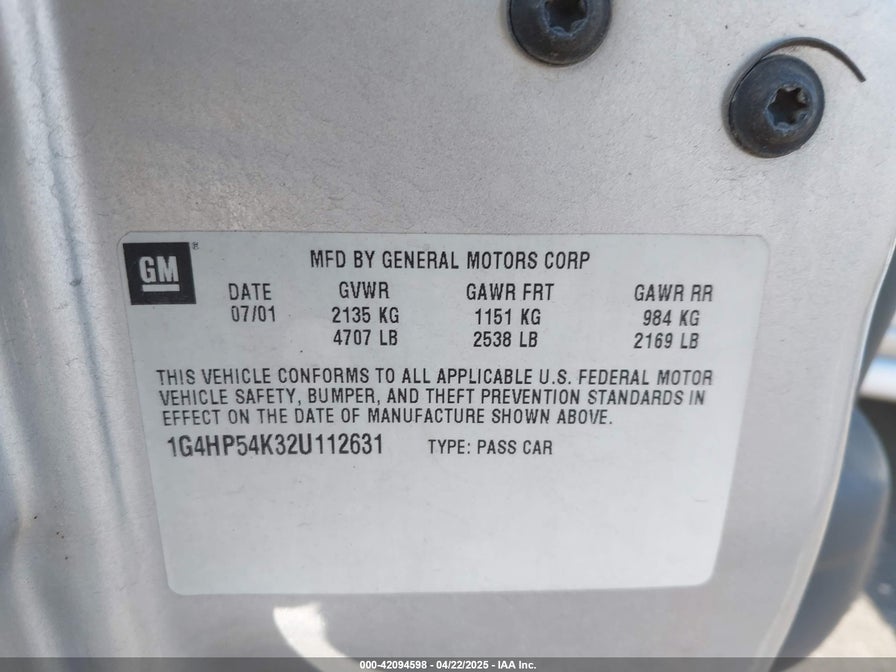 GM ®
MFD BY GENERAL MOTORS CORP
DATE GVWR GAWR FRT GAWR RR
07/01 2135 KG 1151 KG 984 KG
4707 LB 2538 LB 2169 LB
THIS VEHICLE CONFORMS TO ALL APPLICABLE U.S. FEDERAL MOTOR
VEHICLE SAFETY, BUMPER, AND THEFT PREVENTION STANDARDS IN
EFFECT ON THE DATE OF MANUFACTURE SHOWN ABOVE.
1G4HP54K32U112631 TYPE: PASS CAR
000-42094598 - 04/22/2025 - IAA Inc.